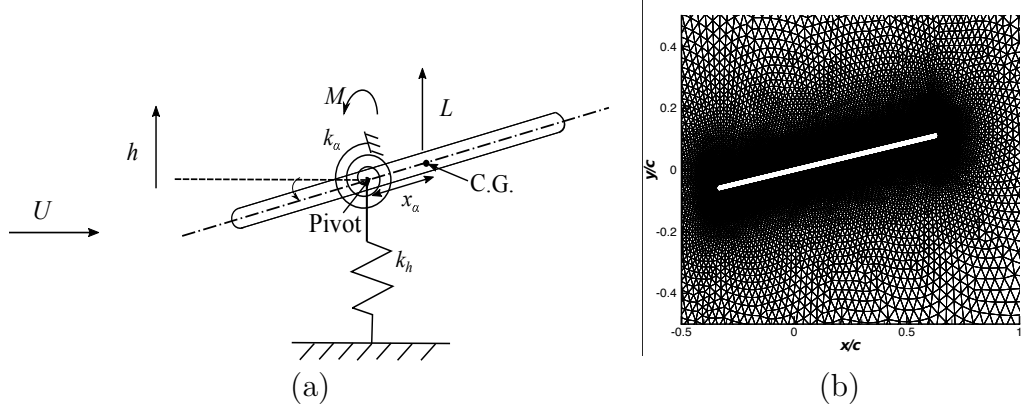 M
L
k_α
h
C.G.
x_α
U
Pivot
k_h
(a)
y/c
0.4
0.2
0
-0.2
-0.4
-0.5
0
0.5
1
x/c
(b)